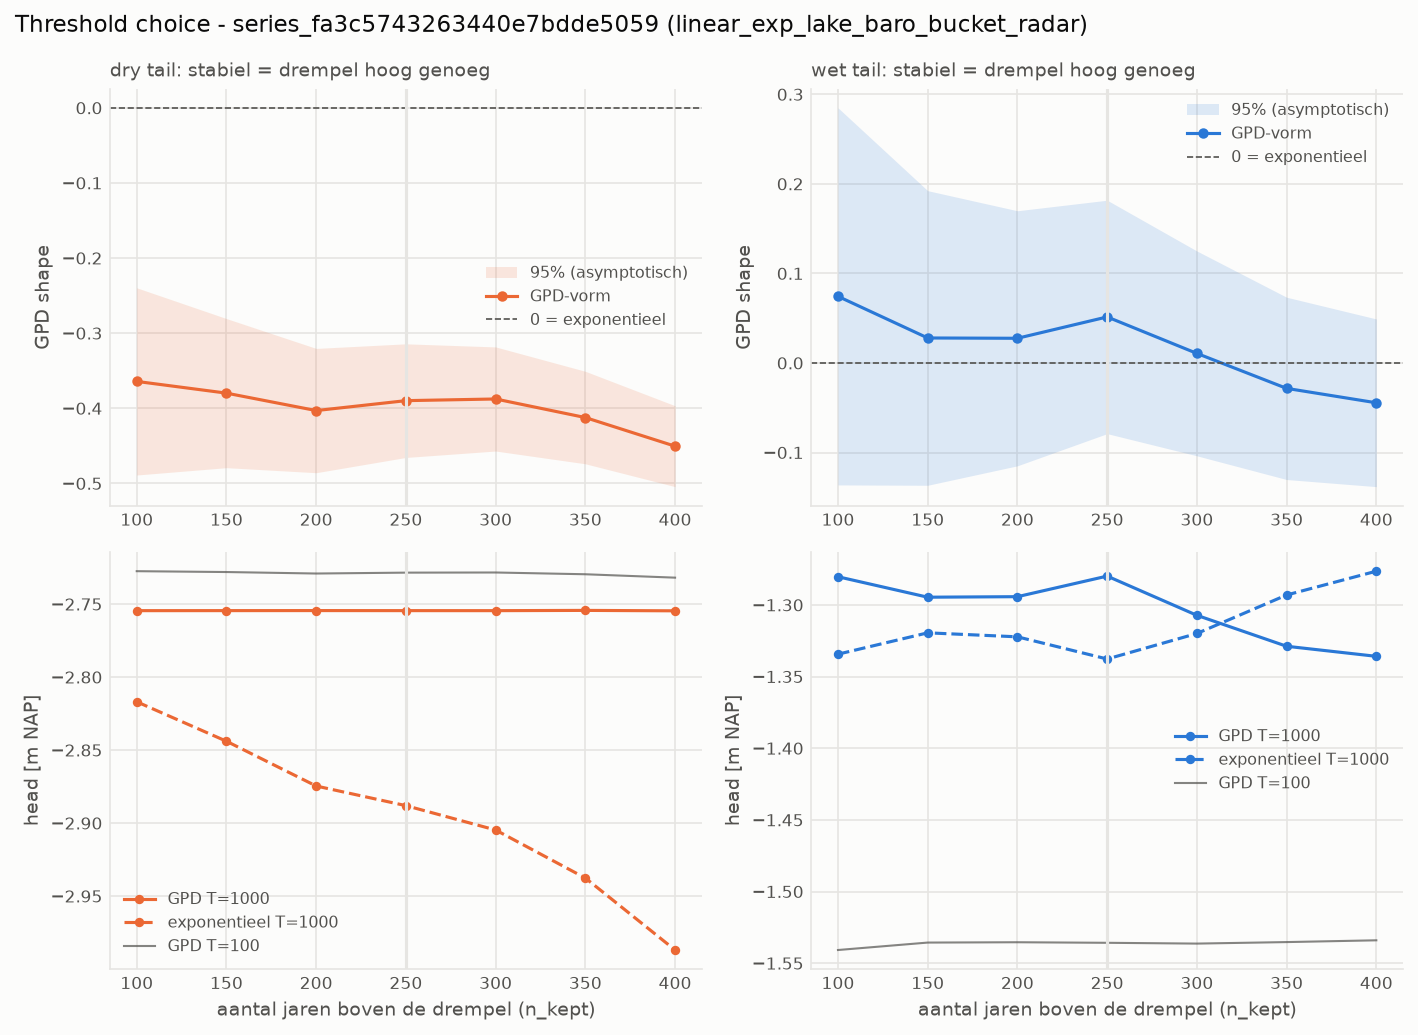 Threshold choice - series_fa3c5743263440e7bdde5059 (linear_exp_lake_baro_bucket_radar)
dry tail: stabiel = drempel hoog genoeg
GPD shape
0.0
−0.1
−0.2
−0.3
−0.4
−0.5
95% (asymptotisch)
GPD-vorm
0 = exponentieel
100 150 200 250 300 350 400
wet tail: stabiel = drempel hoog genoeg
GPD shape
0.3
0.2
0.1
0.0
−0.1
95% (asymptotisch)
GPD-vorm
0 = exponentieel
100 150 200 250 300 350 400
head [m NAP]
−2.75
−2.80
−2.85
−2.90
−2.95
GPD T=1000
exponentieel T=1000
GPD T=100
100 150 200 250 300 350 400
aantal jaren boven de drempel (n_kept)
head [m NAP]
−1.30
−1.35
−1.40
−1.45
−1.50
−1.55
GPD T=1000
exponentieel T=1000
GPD T=100
100 150 200 250 300 350 400
aantal jaren boven de drempel (n_kept)